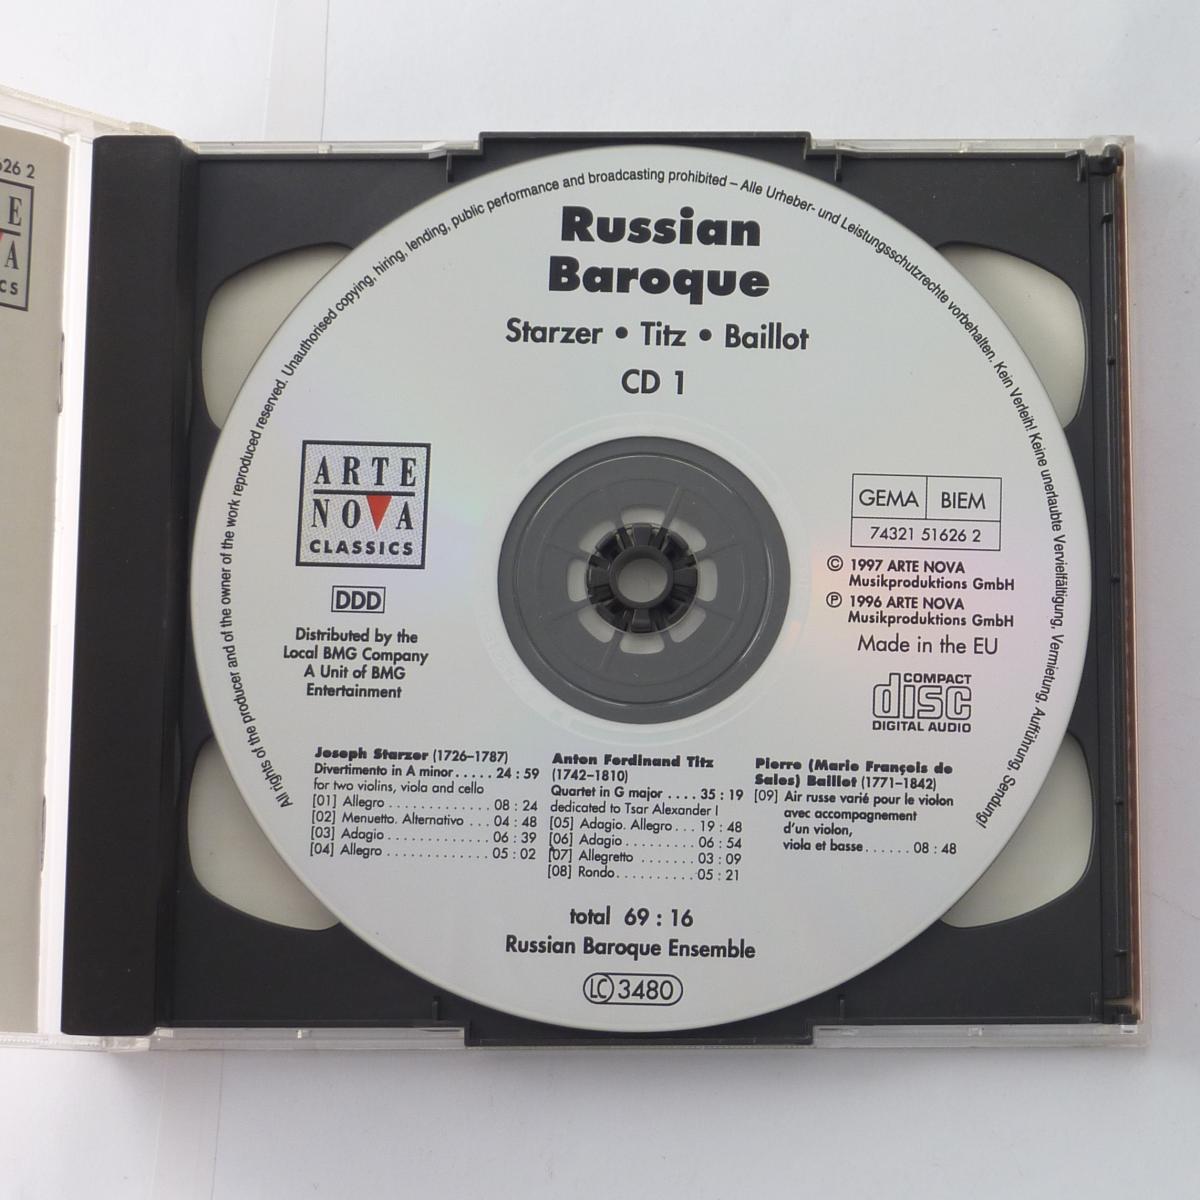 626 2
E
A
CS
All rights of the producer and of the owner of the work reproduced reserved. Unauthorised copying, hiring, lending, public performance and broadcasting prohibited – Alle Urheber- und Leistungsschutzrechte vorbehalten. Kein Verleih! Keine unerlaubte Vervielfältigung, Vermietung, Aufführung, Sendung!
Russian
Baroque
Starzer • Titz • Baillot
CD 1
ARTE
NOVA
CLASSICS
DDD
Distributed by the
Local BMG Company
A Unit of BMG
Entertainment
GEMA BIEM
74321 51626 2
© 1997 ARTE NOVA
Musikproduktions GmbH
℗ 1996 ARTE NOVA
Musikproduktions GmbH
Made in the EU
COMPACT
disc
DIGITAL AUDIO
Joseph Starzer (1726–1787)
Divertimento in A minor . . . . . 24 : 59
for two violins, viola and cello
[01] Allegro . . . . . . . . . . . . . 08 : 24
[02] Menuetto. Alternativo . . . 04 : 48
[03] Adagio . . . . . . . . . . . . . 06 : 39
[04] Allegro . . . . . . . . . . . . . 05 : 02
Anton Ferdinand Titz
(1742–1810)
Quartet in G major . . . . 35 : 19
dedicated to Tsar Alexander I
[05] Adagio. Allegro . . . 19 : 48
[06] Adagio . . . . . . . . . 06 : 54
[07] Allegretto . . . . . . . 03 : 09
[08] Rondo. . . . . . . . . . 05 : 21
Pierre (Marie François de
Sales) Baillot (1771–1842)
[09] Air russe varié pour le violon
avec accompagnement
d'un violon,
viola et basse . . . . . . 08 : 48
total 69 : 16
Russian Baroque Ensemble
LC 3480